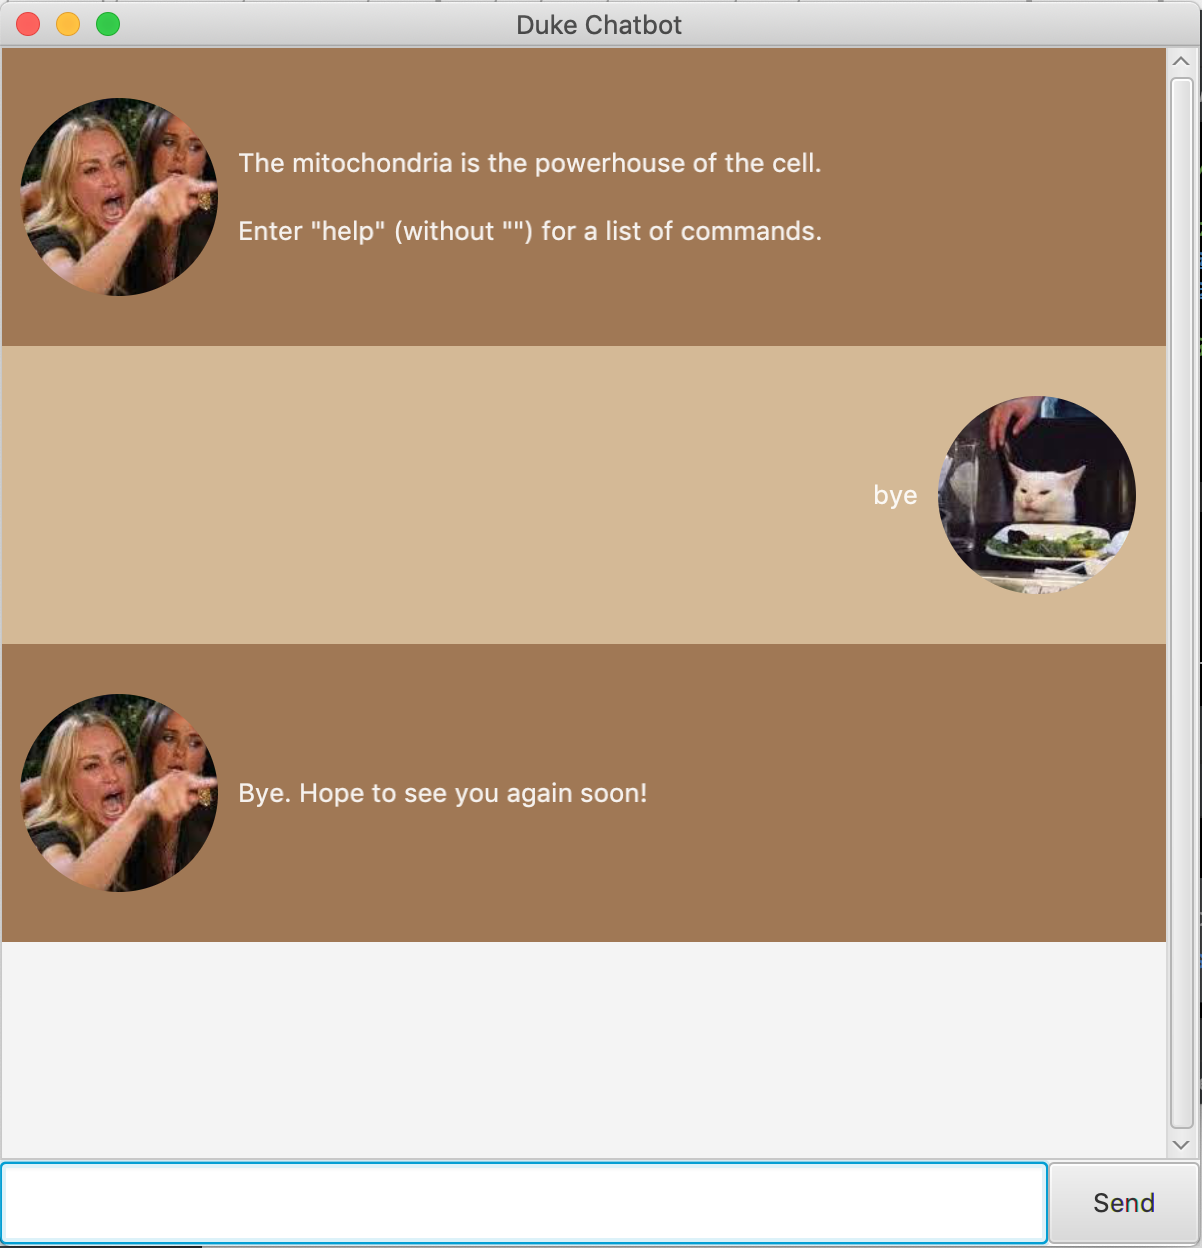 Duke Chatbot
The mitochondria is the powerhouse of the cell.
Enter "help" (without "") for a list of commands.
bye
Bye. Hope to see you again soon!
Send